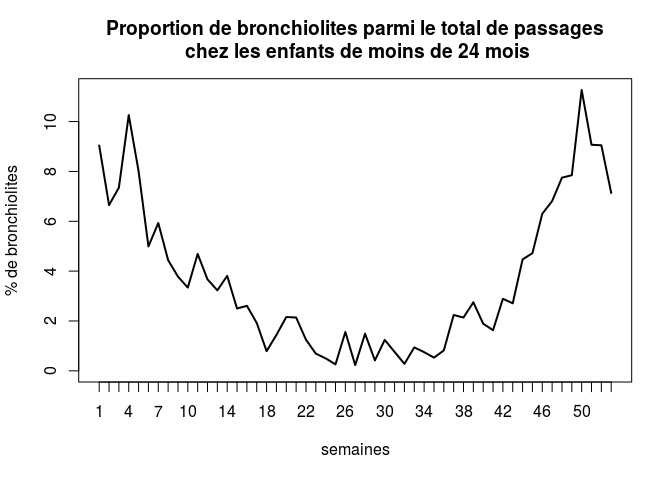 Proportion de bronchiolites parmi le total de passages
chez les enfants de moins de 24 mois
% de bronchiolites
10
8
6
4
2
0
1 4 7 10 14 18 22 26 30 34 38 42 46 50
semaines